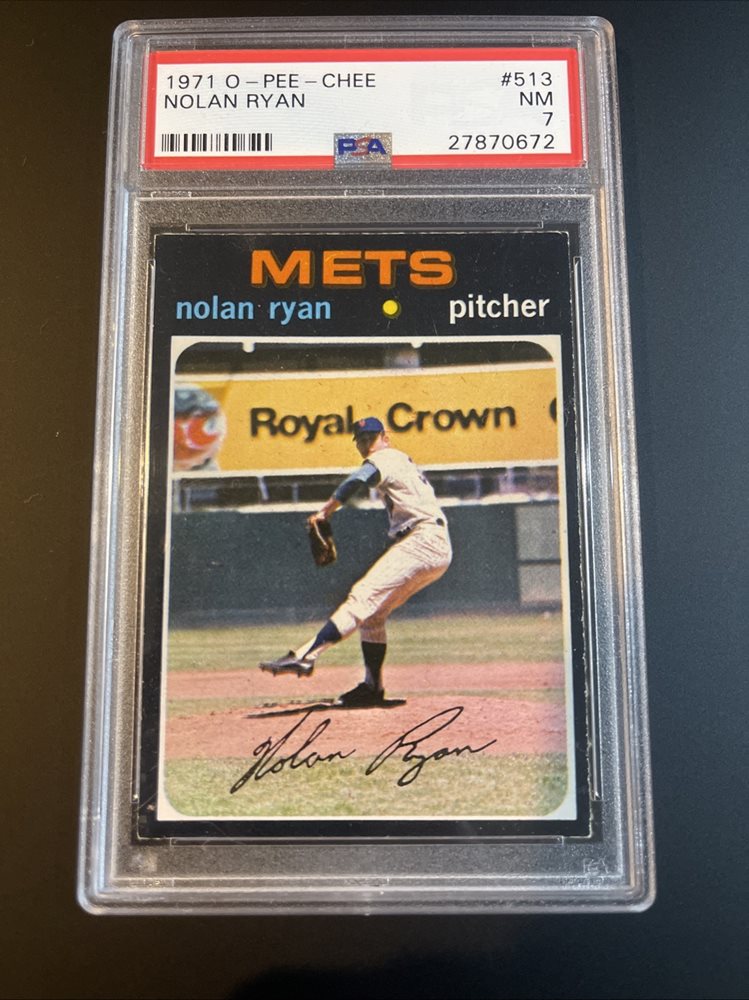 1971 O-PEE-CHEE #513
NOLAN RYAN NM
7
PSA 27870672
METS
nolan ryan pitcher
Royal Crown
Nolan Ryan